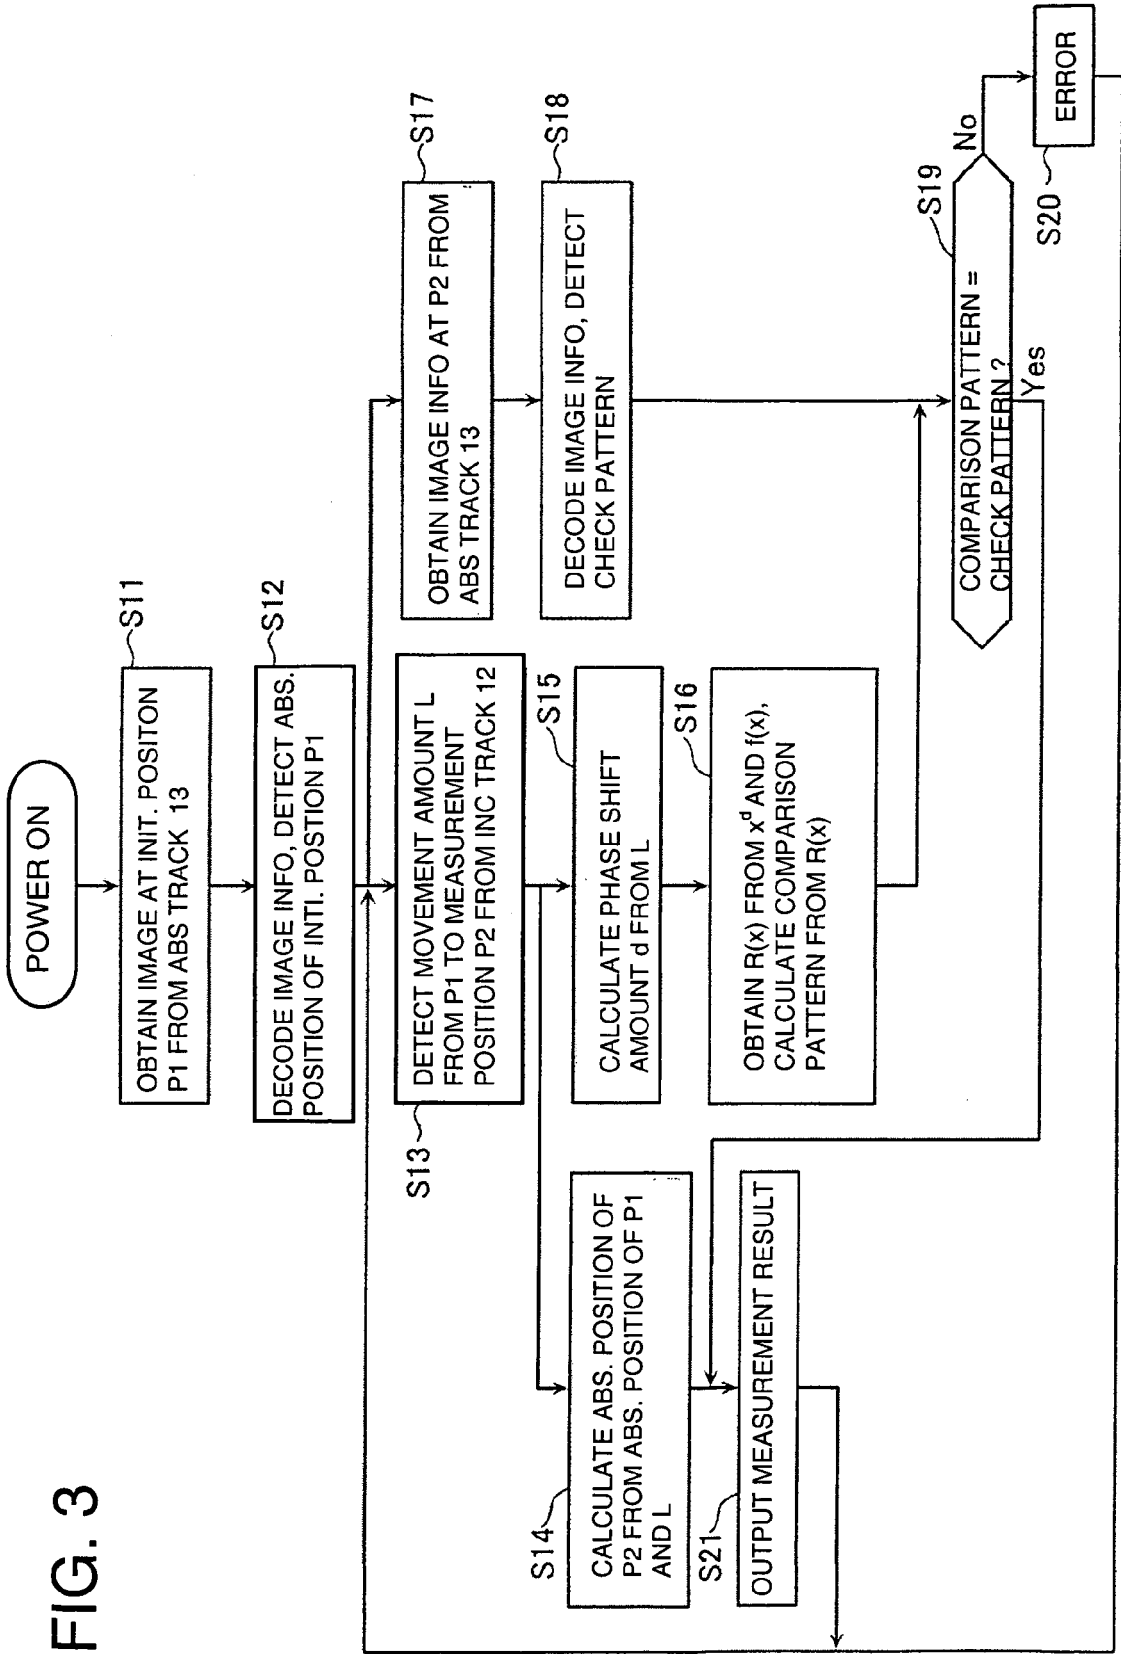 FIG. 3
POWER ON
S11
OBTAIN IMAGE AT INIT. POSITON
P1 FROM ABS TRACK 13
S12
DECODE IMAGE INFO, DETECT ABS.
POSITION OF INTI. POSTION P1
S13
DETECT MOVEMENT AMOUNT L
FROM P1 TO MEASUREMENT
POSITION P2 FROM INC TRACK 12
S14
CALCULATE ABS. POSITION OF
P2 FROM ABS. POSITION OF P1
AND L
S15
CALCULATE PHASE SHIFT
AMOUNT d FROM L
S16
OBTAIN R(x) FROM x^d AND f(x),
CALCULATE COMPARISON
PATTERN FROM R(x)
S17
OBTAIN IMAGE INFO AT P2 FROM
ABS TRACK 13
S18
DECODE IMAGE INFO, DETECT
CHECK PATTERN
S19
COMPARISON PATTERN =
CHECK PATTERN ?
No
Yes
S20
ERROR
S21
OUTPUT MEASUREMENT RESULT